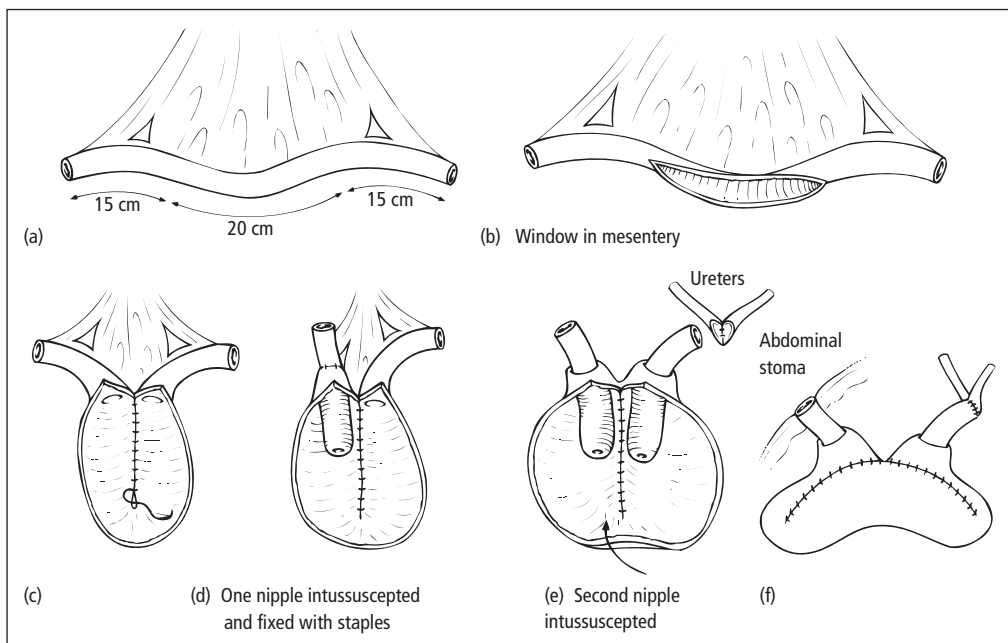 15 cm
20 cm
15 cm
(a)
(b) Window in mesentery
Ureters
Abdominal
stoma
(c)
(d) One nipple intussuscepted
and fixed with staples
(e) Second nipple
intussuscepted
(f)